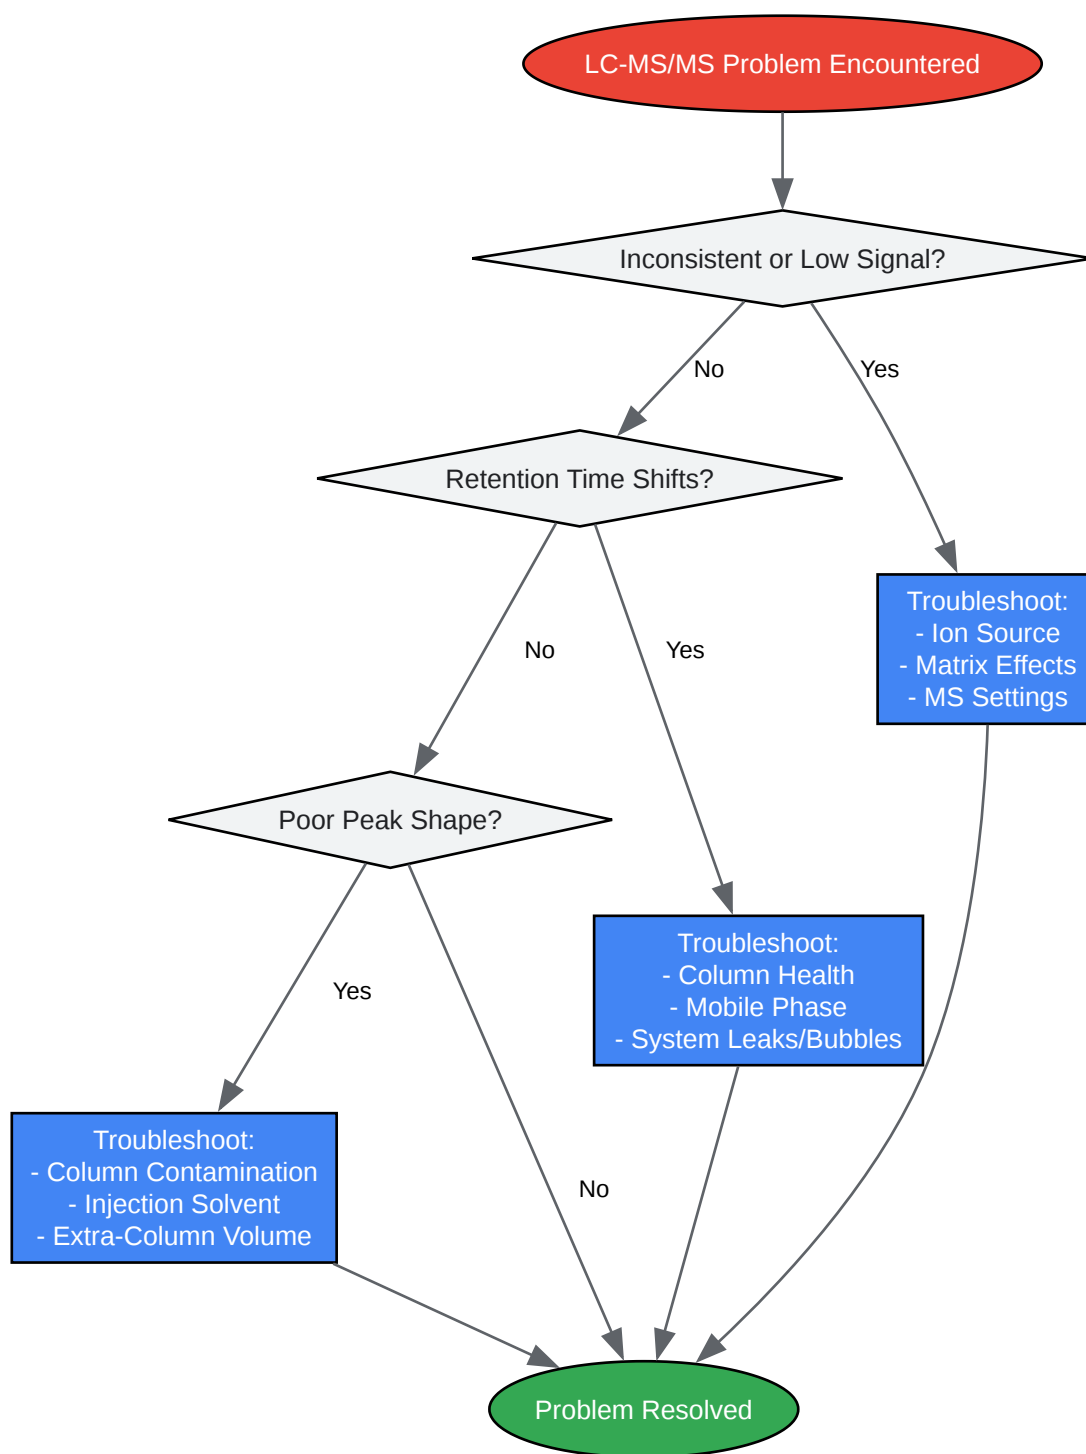 LC-MS/MS Problem Encountered
Inconsistent or Low Signal?
No
Yes
Retention Time Shifts?
Troubleshoot:
- Ion Source
- Matrix Effects
- MS Settings
No
Yes
Poor Peak Shape?
Troubleshoot:
- Column Health
- Mobile Phase
- System Leaks/Bubbles
Yes
Troubleshoot:
- Column Contamination
- Injection Solvent
- Extra-Column Volume
No
Problem Resolved